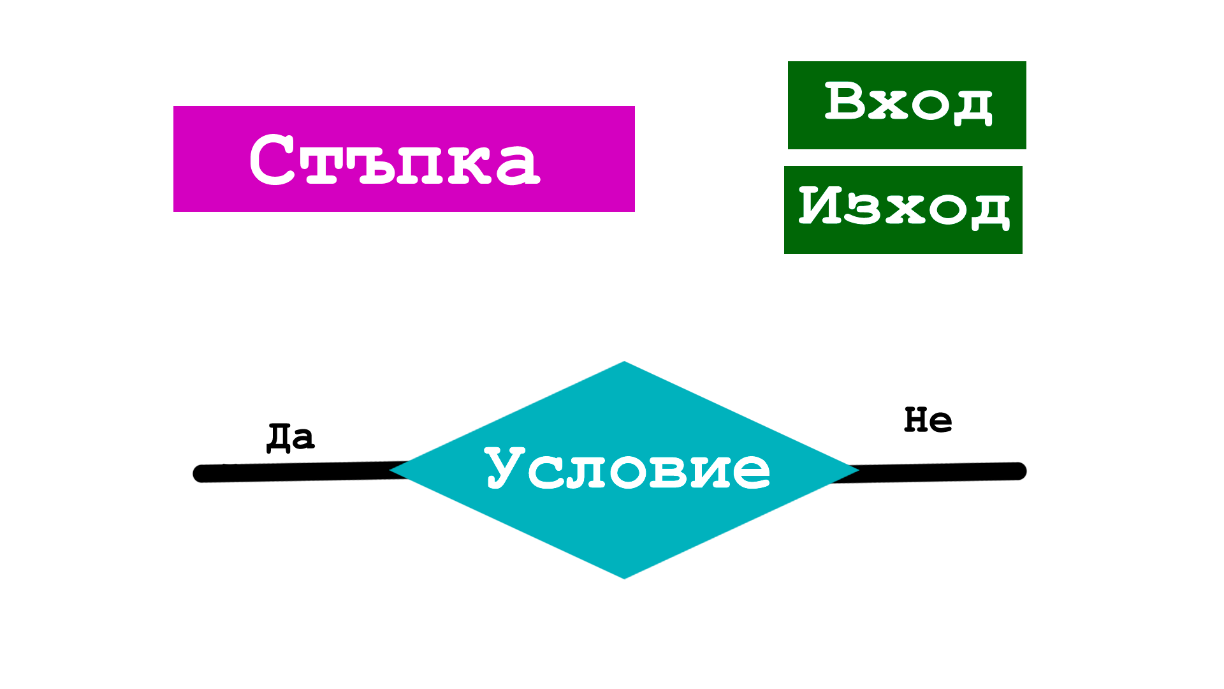 Стъпка
Вход
Изход
Да
Условие
Не